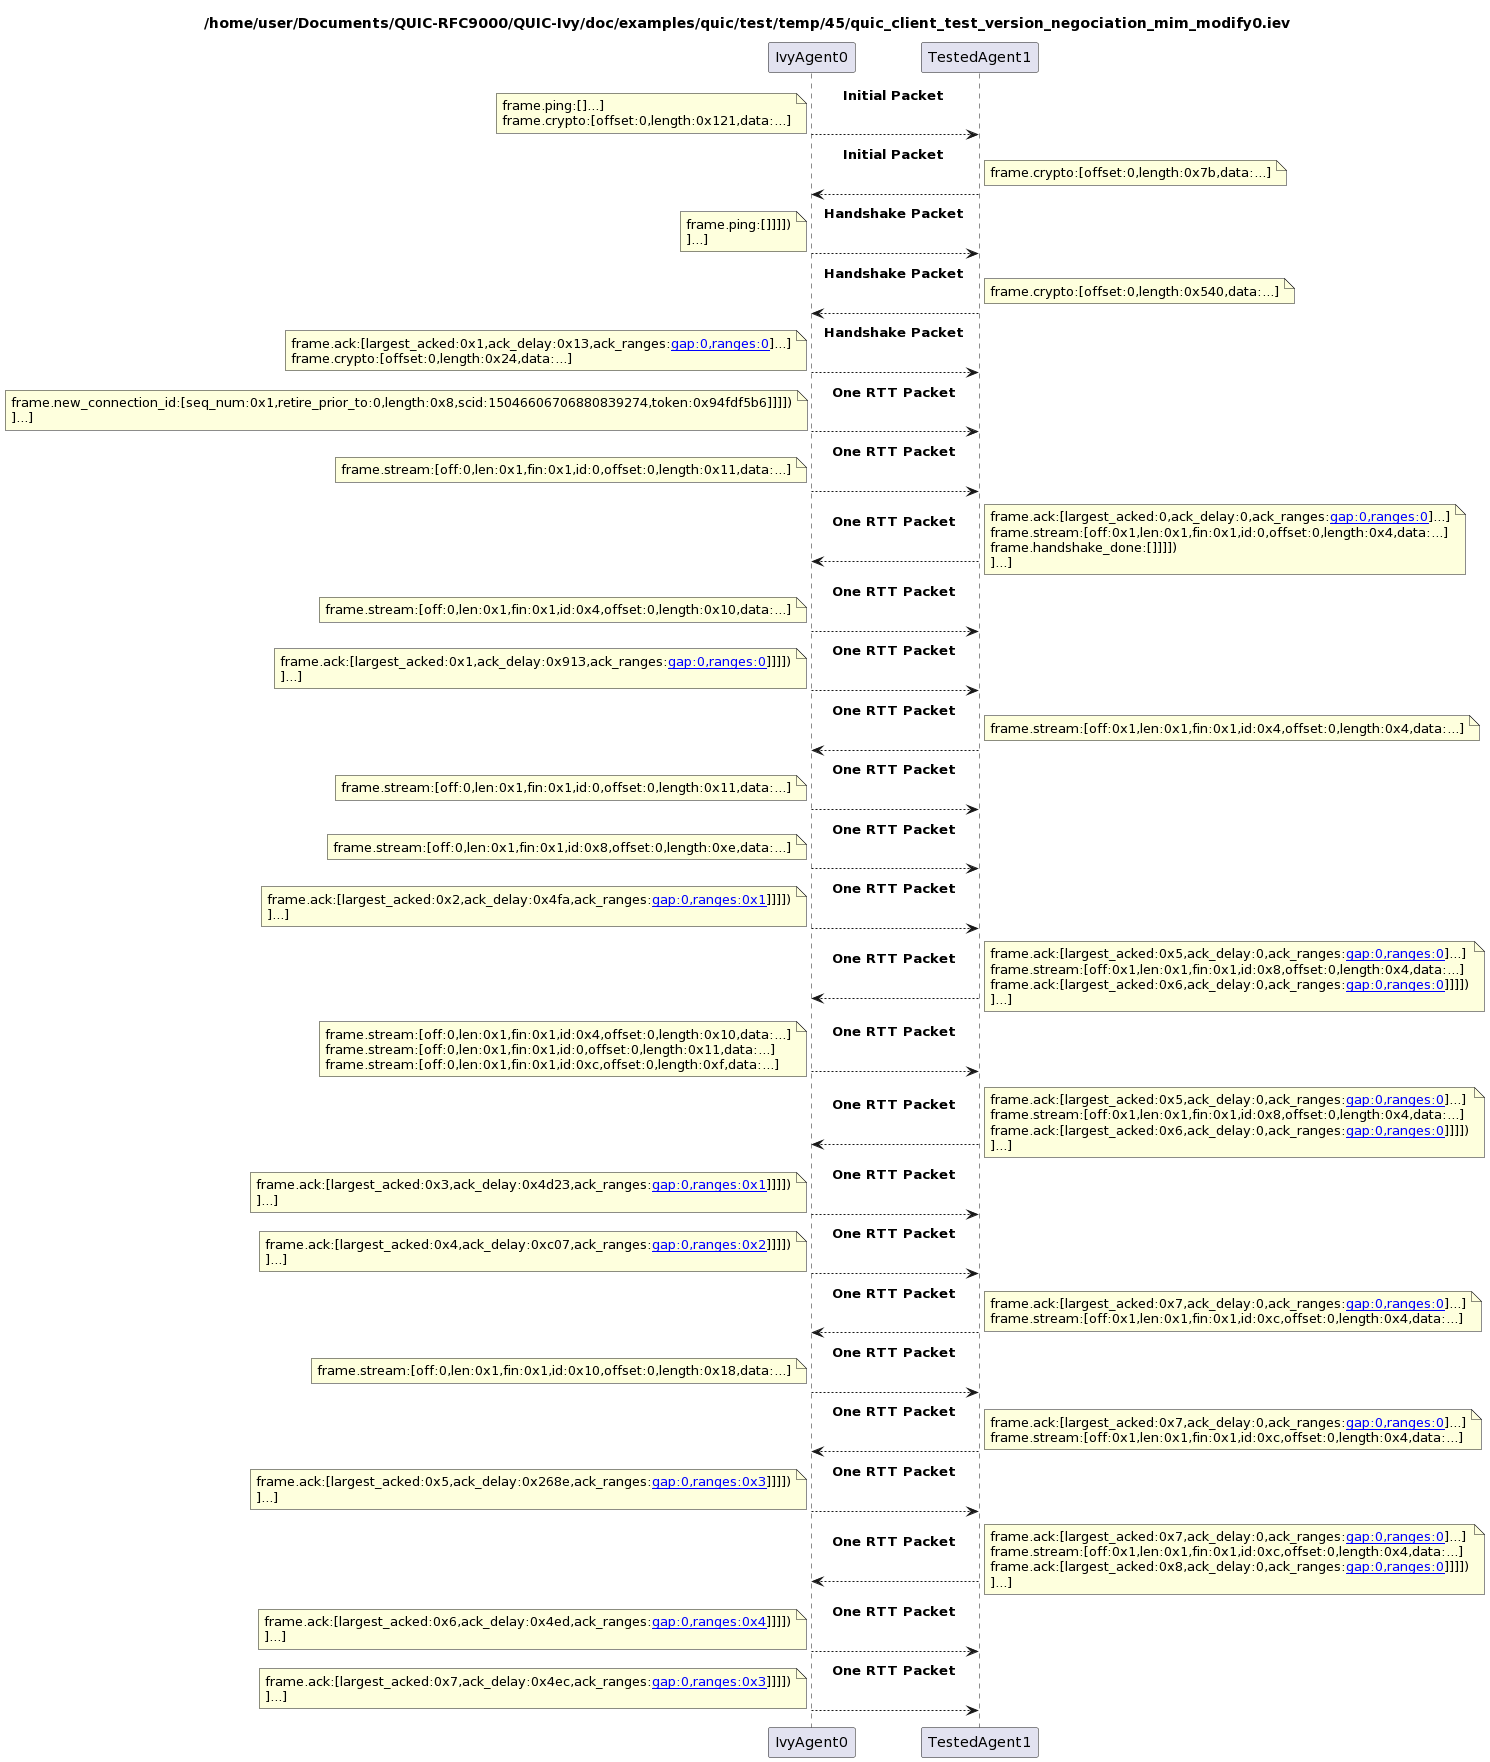 /home/user/Documents/QUIC-RFC9000/QUIC-Ivy/doc/examples/quic/test/temp/45/quic_client_test_version_negociation_mim_modify0.iev
IvyAgent0
TestedAgent1
Initial Packet
frame.ping:[]...]
frame.crypto:[offset:0,length:0x121,data:...]
Initial Packet
frame.crypto:[offset:0,length:0x7b,data:...]
Handshake Packet
frame.ping:[]]]])
]...]
Handshake Packet
frame.crypto:[offset:0,length:0x540,data:...]
Handshake Packet
frame.ack:[largest_acked:0x1,ack_delay:0x13,ack_ranges:gap:0,ranges:0]...]
frame.crypto:[offset:0,length:0x24,data:...]
One RTT Packet
frame.new_connection_id:[seq_num:0x1,retire_prior_to:0,length:0x8,scid:15046606706880839274,token:0x94fdf5b6]]]])
]...]
One RTT Packet
frame.stream:[off:0,len:0x1,fin:0x1,id:0,offset:0,length:0x11,data:...]
One RTT Packet
frame.ack:[largest_acked:0,ack_delay:0,ack_ranges:gap:0,ranges:0]...]
frame.stream:[off:0x1,len:0x1,fin:0x1,id:0,offset:0,length:0x4,data:...]
frame.handshake_done:[]]]])
]...]
One RTT Packet
frame.stream:[off:0,len:0x1,fin:0x1,id:0x4,offset:0,length:0x10,data:...]
One RTT Packet
frame.ack:[largest_acked:0x1,ack_delay:0x913,ack_ranges:gap:0,ranges:0]]]])
]...]
One RTT Packet
frame.stream:[off:0x1,len:0x1,fin:0x1,id:0x4,offset:0,length:0x4,data:...]
One RTT Packet
frame.stream:[off:0,len:0x1,fin:0x1,id:0,offset:0,length:0x11,data:...]
One RTT Packet
frame.stream:[off:0,len:0x1,fin:0x1,id:0x8,offset:0,length:0xe,data:...]
One RTT Packet
frame.ack:[largest_acked:0x2,ack_delay:0x4fa,ack_ranges:gap:0,ranges:0x1]]]])
]...]
One RTT Packet
frame.ack:[largest_acked:0x5,ack_delay:0,ack_ranges:gap:0,ranges:0]...]
frame.stream:[off:0x1,len:0x1,fin:0x1,id:0x8,offset:0,length:0x4,data:...]
frame.ack:[largest_acked:0x6,ack_delay:0,ack_ranges:gap:0,ranges:0]]]])
]...]
One RTT Packet
frame.stream:[off:0,len:0x1,fin:0x1,id:0x4,offset:0,length:0x10,data:...]
frame.stream:[off:0,len:0x1,fin:0x1,id:0,offset:0,length:0x11,data:...]
frame.stream:[off:0,len:0x1,fin:0x1,id:0xc,offset:0,length:0xf,data:...]
One RTT Packet
frame.ack:[largest_acked:0x5,ack_delay:0,ack_ranges:gap:0,ranges:0]...]
frame.stream:[off:0x1,len:0x1,fin:0x1,id:0x8,offset:0,length:0x4,data:...]
frame.ack:[largest_acked:0x6,ack_delay:0,ack_ranges:gap:0,ranges:0]]]])
]...]
One RTT Packet
frame.ack:[largest_acked:0x3,ack_delay:0x4d23,ack_ranges:gap:0,ranges:0x1]]]])
]...]
One RTT Packet
frame.ack:[largest_acked:0x4,ack_delay:0xc07,ack_ranges:gap:0,ranges:0x2]]]])
]...]
One RTT Packet
frame.ack:[largest_acked:0x7,ack_delay:0,ack_ranges:gap:0,ranges:0]...]
frame.stream:[off:0x1,len:0x1,fin:0x1,id:0xc,offset:0,length:0x4,data:...]
One RTT Packet
frame.stream:[off:0,len:0x1,fin:0x1,id:0x10,offset:0,length:0x18,data:...]
One RTT Packet
frame.ack:[largest_acked:0x7,ack_delay:0,ack_ranges:gap:0,ranges:0]...]
frame.stream:[off:0x1,len:0x1,fin:0x1,id:0xc,offset:0,length:0x4,data:...]
One RTT Packet
frame.ack:[largest_acked:0x5,ack_delay:0x268e,ack_ranges:gap:0,ranges:0x3]]]])
]...]
One RTT Packet
frame.ack:[largest_acked:0x7,ack_delay:0,ack_ranges:gap:0,ranges:0]...]
frame.stream:[off:0x1,len:0x1,fin:0x1,id:0xc,offset:0,length:0x4,data:...]
frame.ack:[largest_acked:0x8,ack_delay:0,ack_ranges:gap:0,ranges:0]]]])
]...]
One RTT Packet
frame.ack:[largest_acked:0x6,ack_delay:0x4ed,ack_ranges:gap:0,ranges:0x4]]]])
]...]
One RTT Packet
frame.ack:[largest_acked:0x7,ack_delay:0x4ec,ack_ranges:gap:0,ranges:0x3]]]])
]...]
IvyAgent0
TestedAgent1